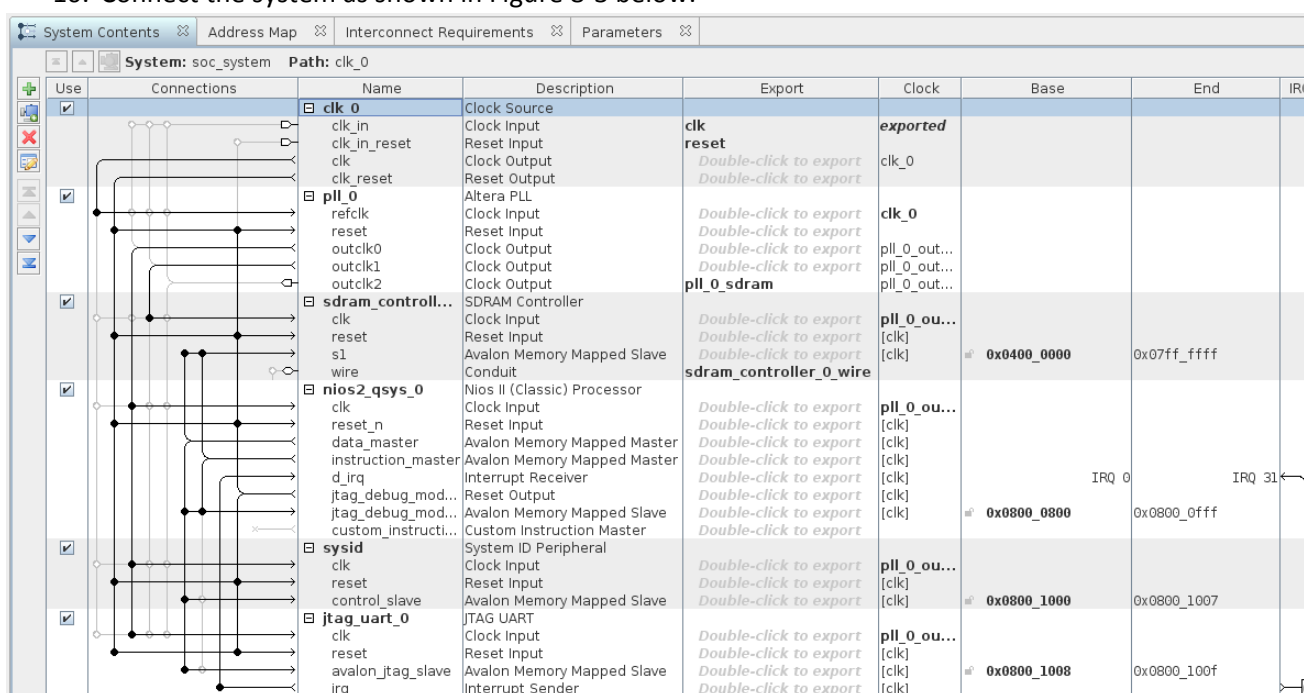 10. Connect the system as shown in Figure 8-5 below.
System Contents Address Map Interconnect Requirements Parameters
System: soc_system Path: clk_0
Use Connections Name Description Export Clock Base End IR
clk_0 Clock Source
clk_in Clock Input clk exported
clk_in_reset Reset Input reset
clk Clock Output Double-click to export clk_0
clk_reset Reset Output Double-click to export
pll_0 Altera PLL
refclk Clock Input Double-click to export clk_0
reset Reset Input Double-click to export
outclk0 Clock Output Double-click to export pll_0_out...
outclk1 Clock Output Double-click to export pll_0_out...
outclk2 Clock Output pll_0_sdram pll_0_out...
sdram_controll... SDRAM Controller
clk Clock Input Double-click to export pll_0_ou...
reset Reset Input Double-click to export [clk]
s1 Avalon Memory Mapped Slave Double-click to export [clk] 0x0400_0000 0x07ff_ffff
wire Conduit sdram_controller_0_wire
nios2_qsys_0 Nios II (Classic) Processor
clk Clock Input Double-click to export pll_0_ou...
reset_n Reset Input Double-click to export [clk]
data_master Avalon Memory Mapped Master Double-click to export [clk]
instruction_master Avalon Memory Mapped Master Double-click to export [clk]
d_irq Interrupt Receiver Double-click to export [clk] IRQ 0 IRQ 31
jtag_debug_mod... Reset Output Double-click to export [clk]
jtag_debug_mod... Avalon Memory Mapped Slave Double-click to export [clk] 0x0800_0800 0x0800_0fff
custom_instructi... Custom Instruction Master Double-click to export
sysid System ID Peripheral
clk Clock Input Double-click to export pll_0_ou...
reset Reset Input Double-click to export [clk]
control_slave Avalon Memory Mapped Slave Double-click to export [clk] 0x0800_1000 0x0800_1007
jtag_uart_0 JTAG UART
clk Clock Input Double-click to export pll_0_ou...
reset Reset Input Double-click to export [clk]
avalon_jtag_slave Avalon Memory Mapped Slave Double-click to export [clk] 0x0800_1008 0x0800_100f
irq Interrupt Sender Double-click to export [clk]